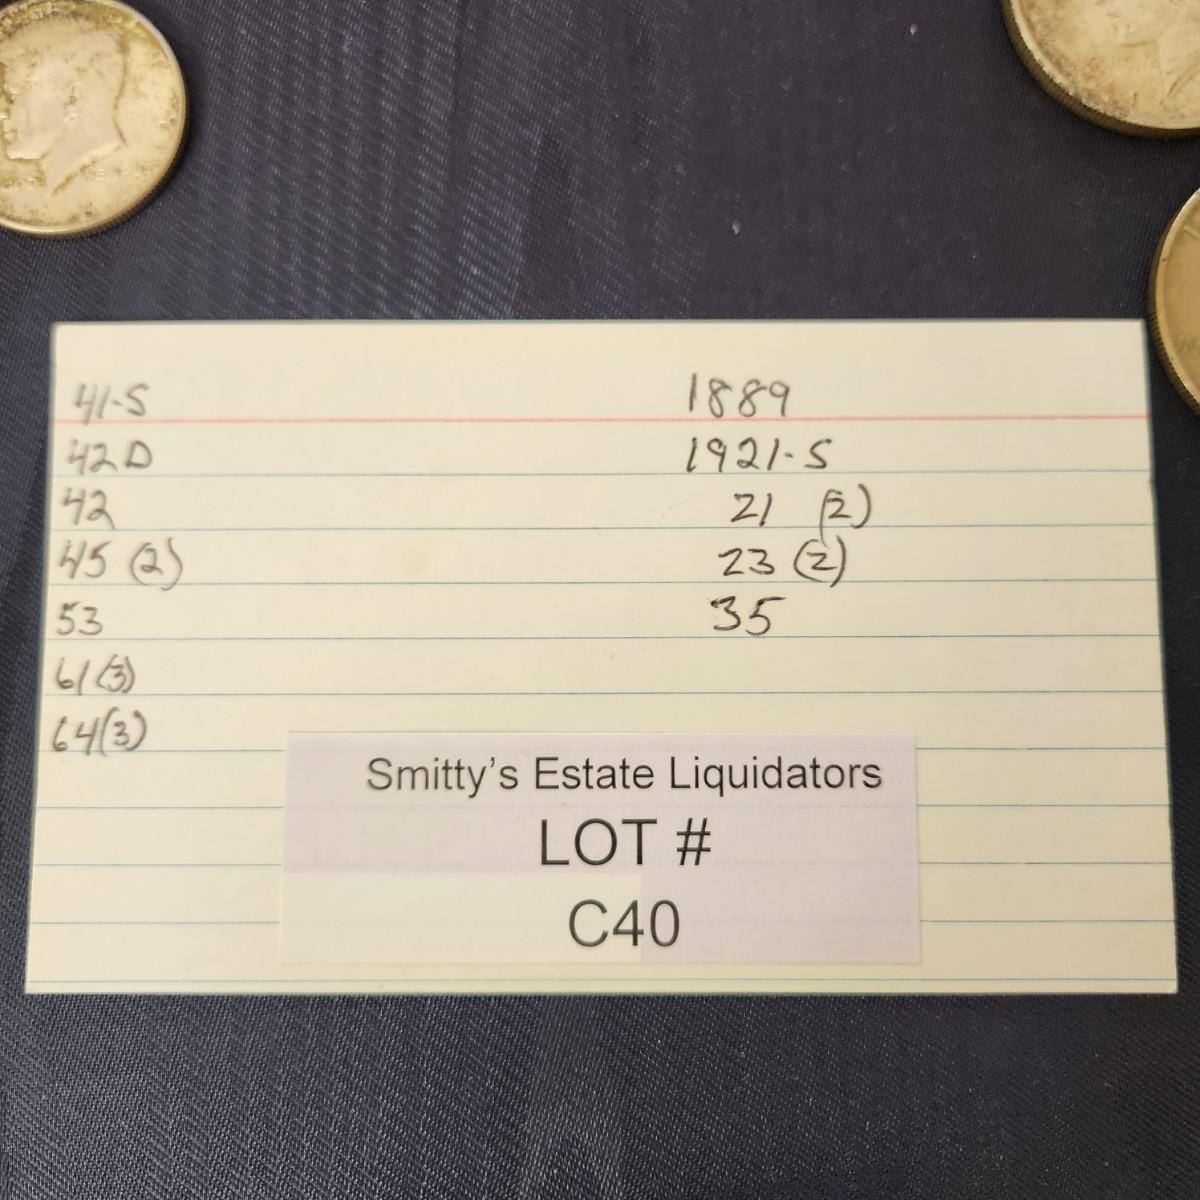 41-S
42D
42
45 (2)
53
61 (3)
64 (3)
1889
1921-S
21 (2)
23 (2)
35
Smitty's Estate Liquidators
LOT #
C40